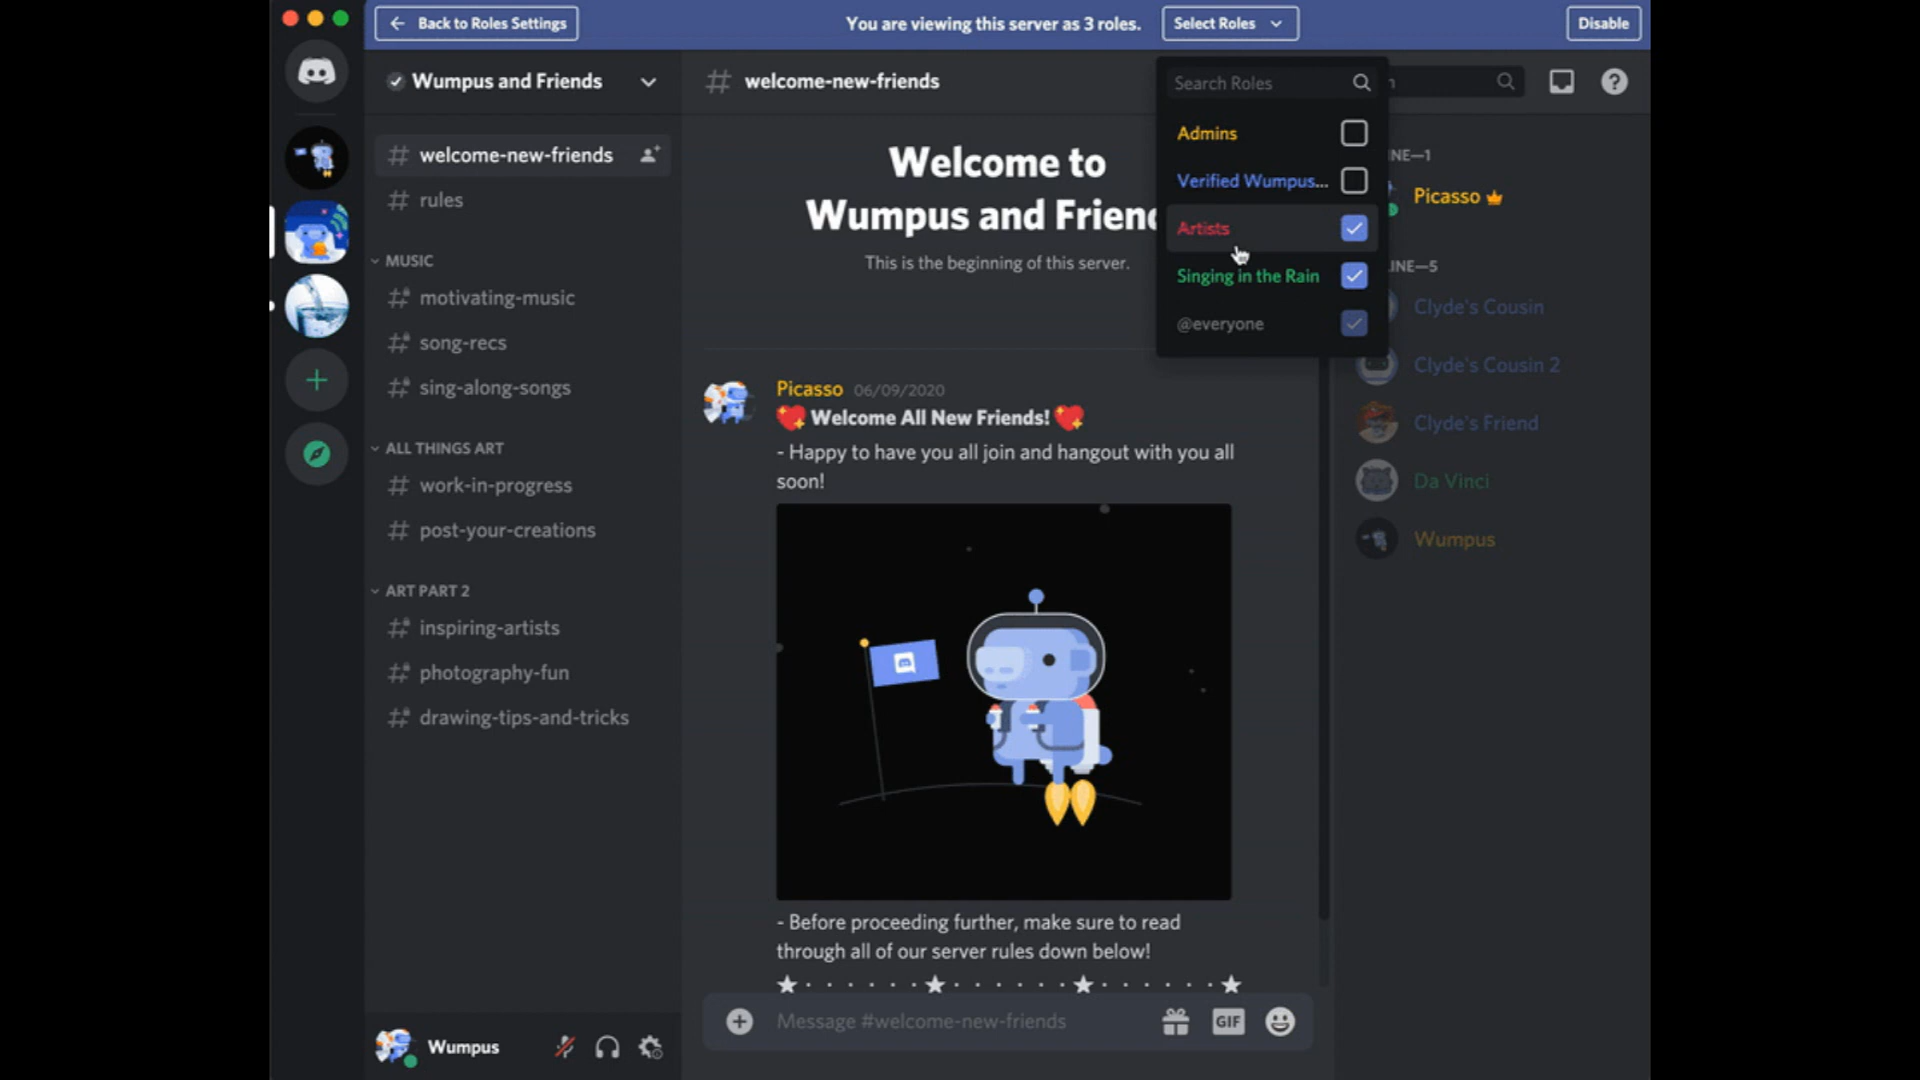 Back to Roles Settings
You are viewing this server as 3 roles.
Select Roles
Disable
Wumpus and Friends
welcome-new-friends
Search Roles
Admins
Verified Wumpus...
Artists
Singing in the Rain
@everyone
welcome-new-friends
rules
MUSIC
motivating-music
song-recs
sing-along-songs
ALL THINGS ART
work-in-progress
post-your-creations
ART PART 2
inspiring-artists
photography-fun
drawing-tips-and-tricks
Wumpus
Welcome to
Wumpus and Friend
This is the beginning of this server.
Picasso 06/09/2020
Welcome All New Friends!
- Happy to have you all join and hangout with you all
soon!
- Before proceeding further, make sure to read
through all of our server rules down below!
Message #welcome-new-friends
GIF
NE—1
Picasso
INE—5
Clyde's Cousin
Clyde's Cousin 2
Clyde's Friend
Da Vinci
Wumpus